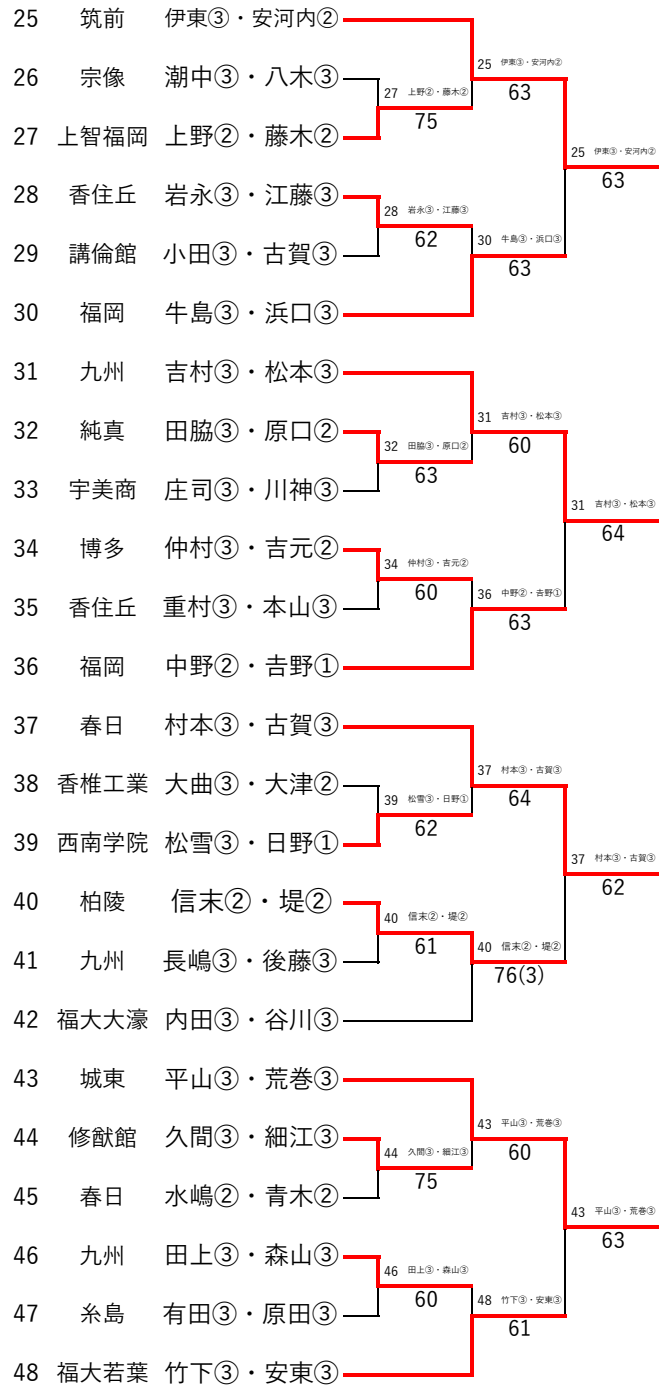 25 筑前 伊東③・安河内②
26 宗像 潮中③・八木③
27 上智福岡 上野②・藤木②
28 香住丘 岩永③・江藤③
29 講倫館 小田③・古賀③
30 福岡 牛島③・浜口③
31 九州 吉村③・松本③
32 純真 田脇③・原口②
33 宇美商 庄司③・川神③
34 博多 仲村③・吉元②
35 香住丘 重村③・本山③
36 福岡 中野②・𠮷野①
37 春日 村本③・古賀③
38 香椎工業 大曲③・大津②
39 西南学院 松雪③・日野①
40 柏陵 信末②・堤②
41 九州 長嶋③・後藤③
42 福大大濠 内田③・谷川③
43 城東 平山③・荒巻③
44 修猷館 久間③・細江③
45 春日 水嶋②・青木②
46 九州 田上③・森山③
47 糸島 有田③・原田③
48 福大若葉 竹下③・安東③
27 上野②・藤木②
75
28 岩永③・江藤③
62
32 田脇③・原口②
63
34 仲村③・吉元②
60
39 松雪③・日野①
62
40 信末②・堤②
61
44 久間③・細江③
75
46 田上③・森山③
60
25 伊東③・安河内②
63
30 牛島③・浜口③
63
31 吉村③・松本③
60
36 中野②・𠮷野①
63
37 村本③・古賀③
64
40 信末②・堤②
76(3)
43 平山③・荒巻③
60
48 竹下③・安東③
61
25 伊東③・安河内②
63
31 吉村③・松本③
64
37 村本③・古賀③
62
43 平山③・荒巻③
63